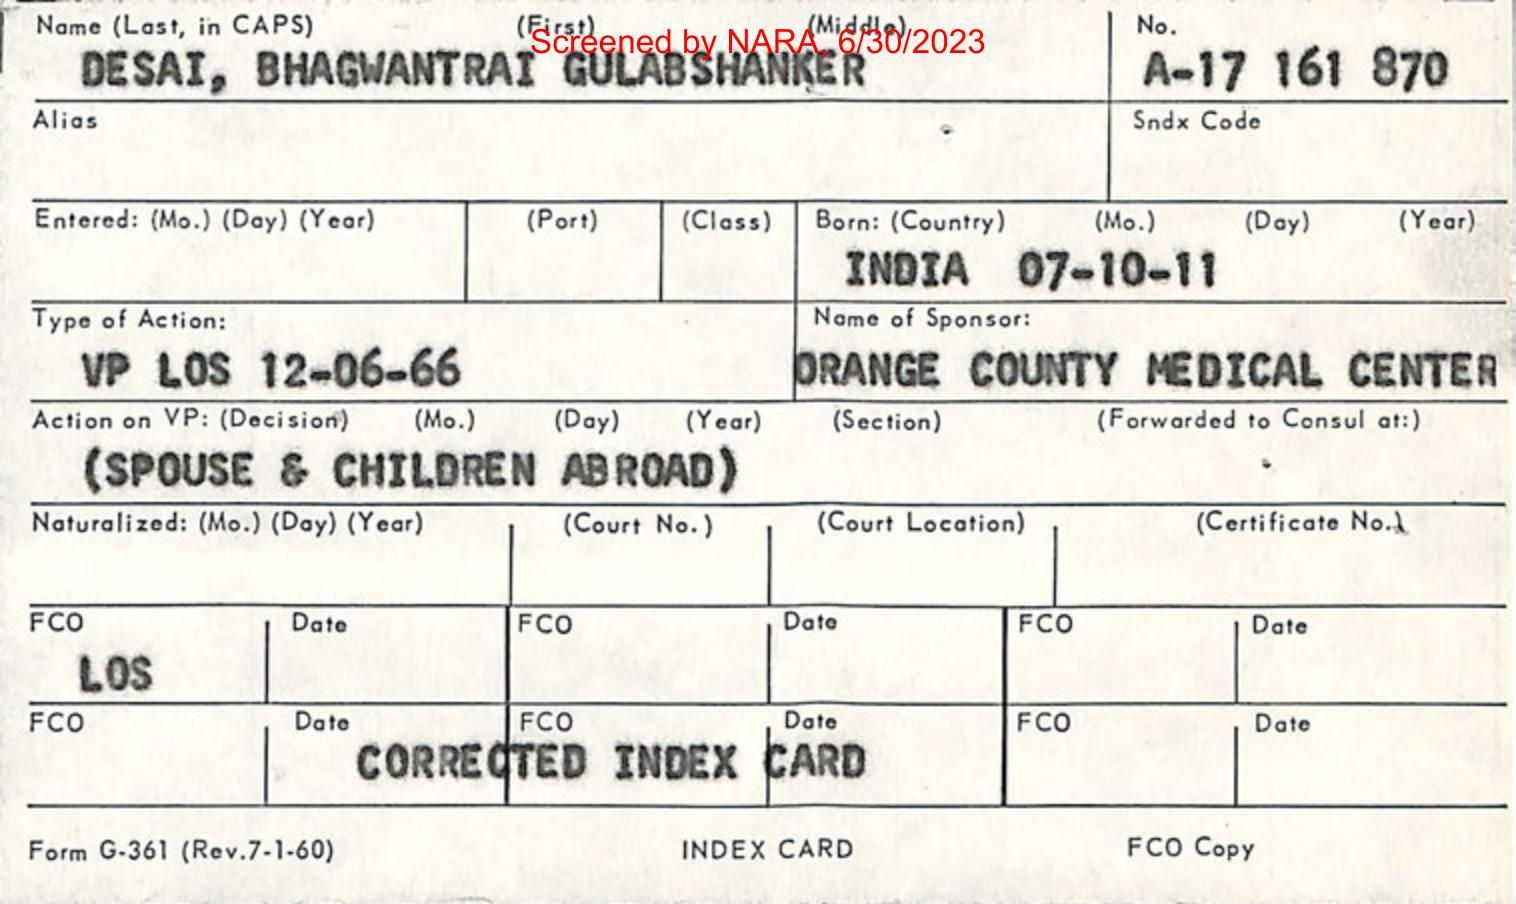 Name (Last, in CAPS) (First) (Middle) No.
Screened by NARA, 6/30/2023
DESAI, BHAGWANTRAI GULABSHANKER A-17 161 870
Alias Sndx Code
Entered: (Mo.) (Day) (Year) (Port) (Class) Born: (Country) (Mo.) (Day) (Year)
INDIA 07-10-11
Type of Action: Name of Sponsor:
VP LOS 12-06-66 ORANGE COUNTY MEDICAL CENTER
Action on VP: (Decision) (Mo.) (Day) (Year) (Section) (Forwarded to Consul at:)
(SPOUSE & CHILDREN ABROAD)
Naturalized: (Mo.) (Day) (Year) (Court No.) (Court Location) (Certificate No.)
FCO Date FCO Date FCO Date
LOS
FCO Date FCO Date FCO Date
CORRECTED INDEX CARD
Form G-361 (Rev.7-1-60) INDEX CARD FCO Copy